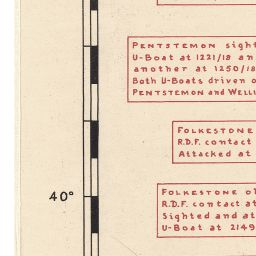 PENTSTEMON sight
U-Boat at 1221/18 an
another at 1250/18
Both U-Boats driven o
PENTSTEMON and WELL
FOLKESTONE
R.D.F. contact
Attacked at
40°
FOLKESTONE o
R.D.F. contact at
Sighted and at
U-Boat at 2149